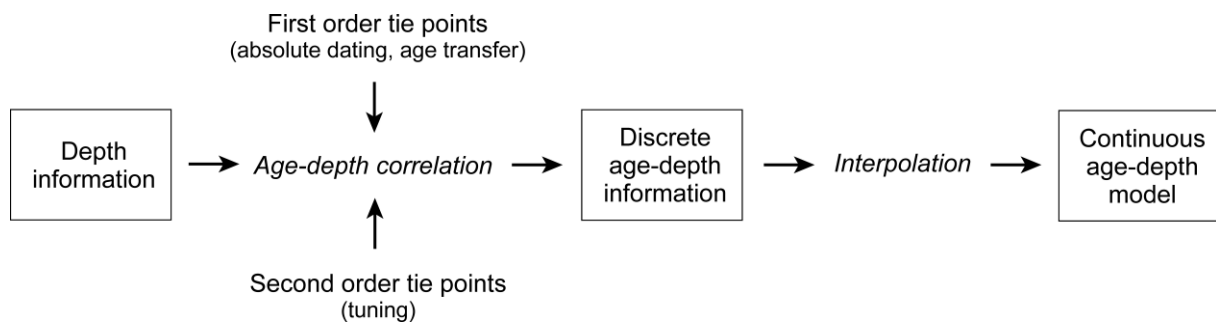 First order tie points
(absolute dating, age transfer)
Depth
information
Age-depth correlation
Discrete
age-depth
information
Interpolation
Continuous
age-depth
model
Second order tie points
(tuning)